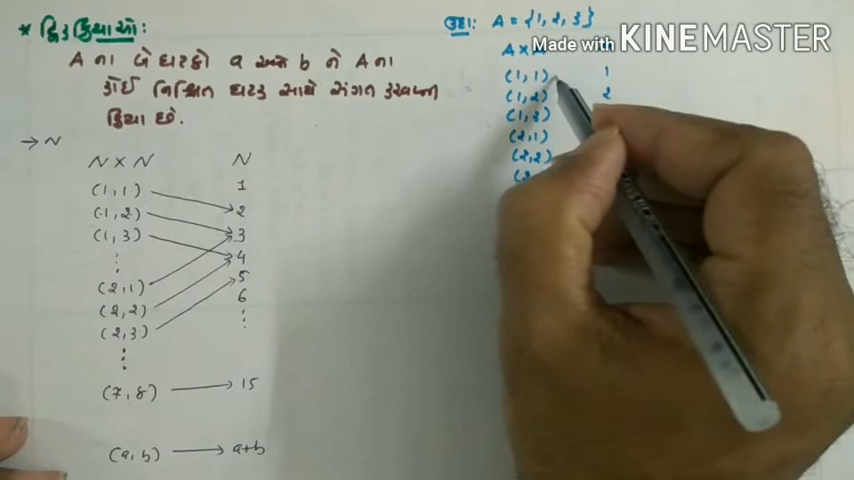 * દ્વિક્ક્રિયાઓ:
A ના બે ઘટકો a અને b ને A ના
કોઈ નિશ્ચિત ઘટક સાથે સંગત કરવાની
ક્રિયા છે.
→ N
N × N N
(1, 1) 1
(1, 2) 2
(1, 3) 3
4
(2, 1) 5
(2, 2) 6
(2, 3)
(7, 8) → 15
(a, b) → a+b
ઉદા: A = {1, 2, 3}
A ×
Made with KINEMASTER
(1, 1) 1
(1, 2) 2
(1, 3)
(2, 1)
(2, 2)
(2,